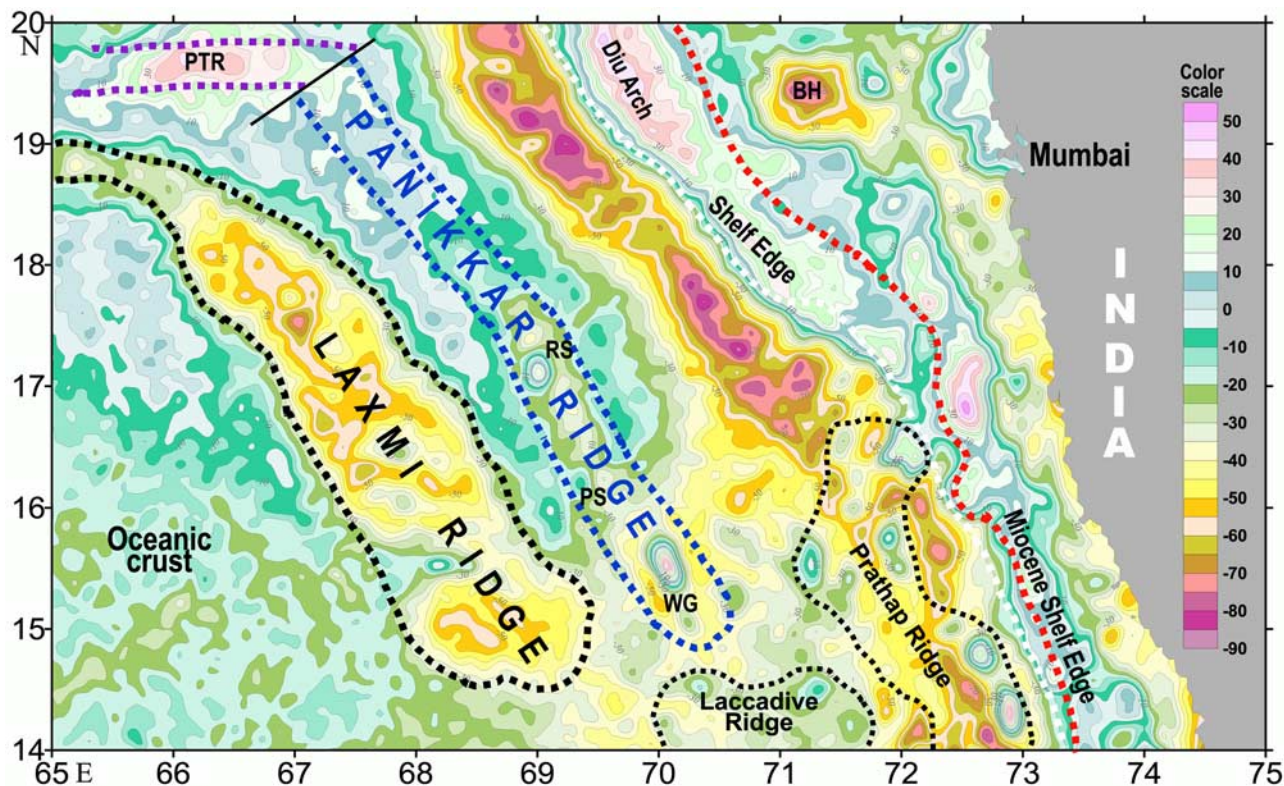 20
N
PTR
Diu Arch
BH
Color
scale
50
40
30
20
10
0
-10
-20
-30
-40
-50
-60
-70
-80
-90
19
Mumbai
PANIKKAR RIDGE
Shelf Edge
18
INDIA
LAXMI RIDGE
RS
17
PS
16
Oceanic
crust
Prathap Ridge
Miocene Shelf Edge
WG
15
Laccadive
Ridge
14
65 E 66 67 68 69 70 71 72 73 74 75